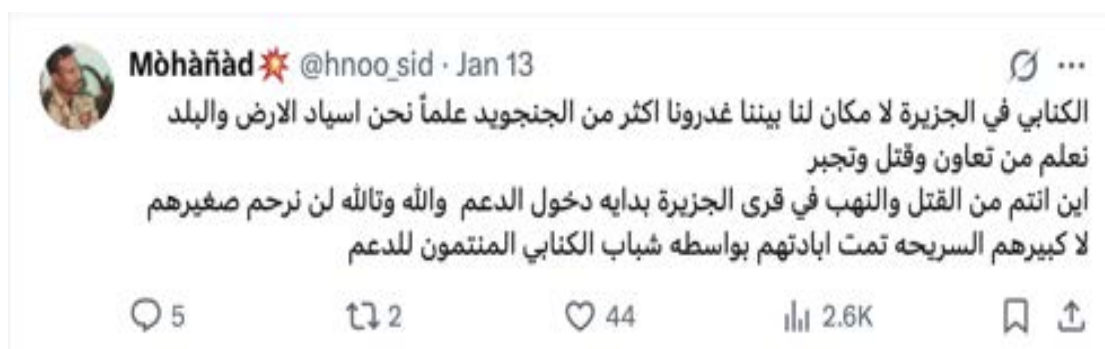 Mòhàñàd💥 @hnoo_sid · Jan 13
الكنابي في الجزيرة لا مكان لنا بيننا غدرونا اكثر من الجنجويد علماً نحن اسياد الارض والبلد
نعلم من تعاون وقتل وتجبر
اين انتم من القتل والنهب في قرى الجزيرة بدايه دخول الدعم والله وتالله لن نرحم صغيرهم
لا كبيرهم السريحه تمت ابادتهم بواسطه شباب الكنابي المنتمون للدعم
5 2 44 2.6K